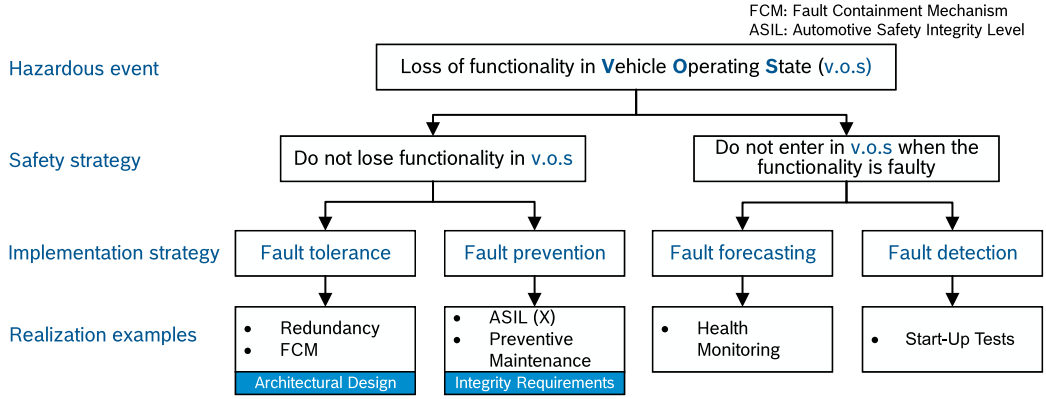 FCM: Fault Containment Mechanism
ASIL: Automotive Safety Integrity Level
Hazardous event
Loss of functionality in Vehicle Operating State (v.o.s)
Safety strategy
Do not lose functionality in v.o.s
Do not enter in v.o.s when the
functionality is faulty
Implementation strategy
Fault tolerance
Fault prevention
Fault forecasting
Fault detection
Realization examples
• Redundancy
• FCM
Architectural Design
• ASIL (X)
• Preventive
Maintenance
Integrity Requirements
• Health
Monitoring
• Start-Up Tests